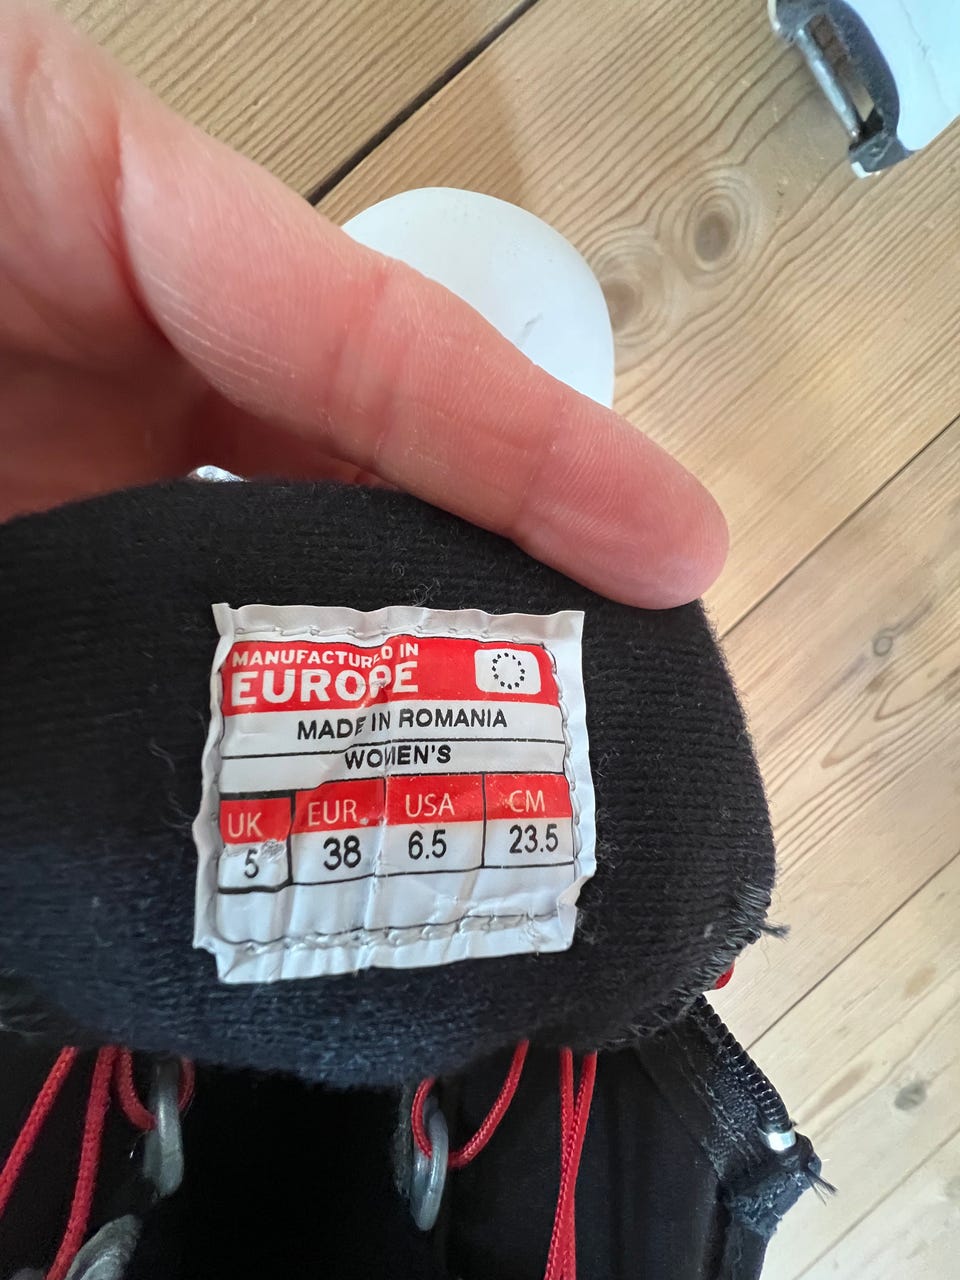 MANUFACTURED IN
EUROPE
MADE IN ROMANIA
WOMEN'S
UK EUR. USA CM
5 38 6.5 23.5